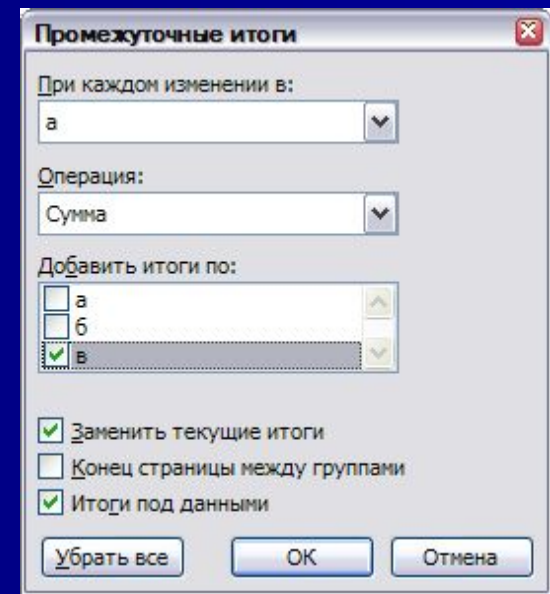 Промежуточные итоги
При каждом изменении в:
а
Операция:
Сумма
Добавить итоги по:
а
б
в
Заменить текущие итоги
Конец страницы между группами
Итоги под данными
Убрать все ОК Отмена